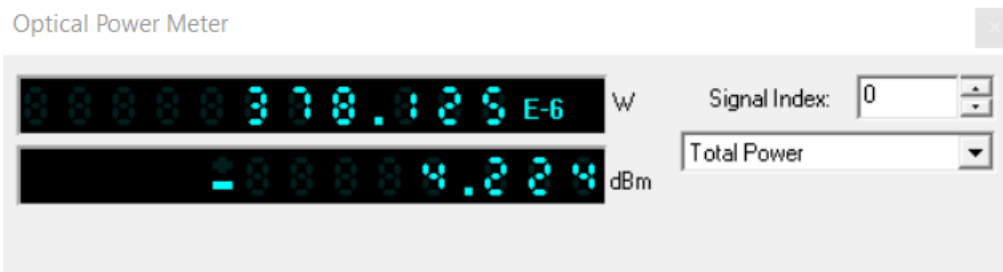 Optical Power Meter
378.125 E-6 W
Signal Index: 0
-4.224 dBm
Total Power